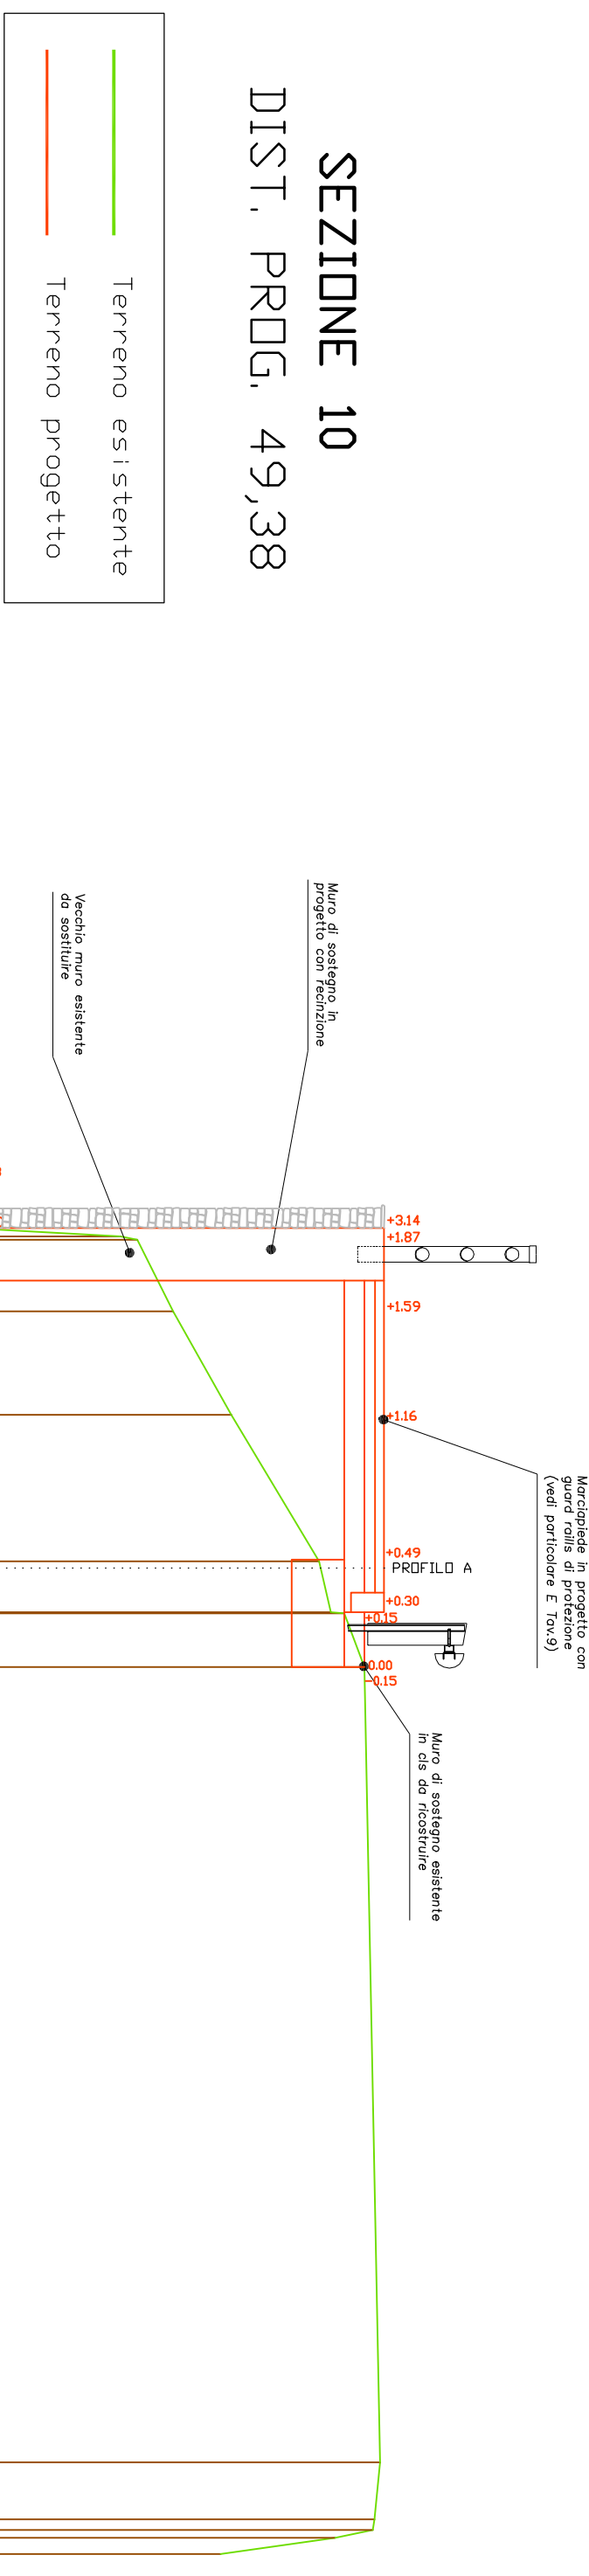 SEZIONE 10
DIST. PROG. 49,38
Terreno esistente
Terreno progetto
Muro di sostegno in
progetto con recinzione
Vecchio muro esistente
da sostituire
+3.14
+1.87
+1.59
+1.16
+0.49
PROFILO A
+0.30
+0.15
0.00
-0.15
Marciapiede in progetto con
guard raills di protezione
(vedi particolare E Tav.9)
Muro di sostegno esistente
in cls da ricostruire